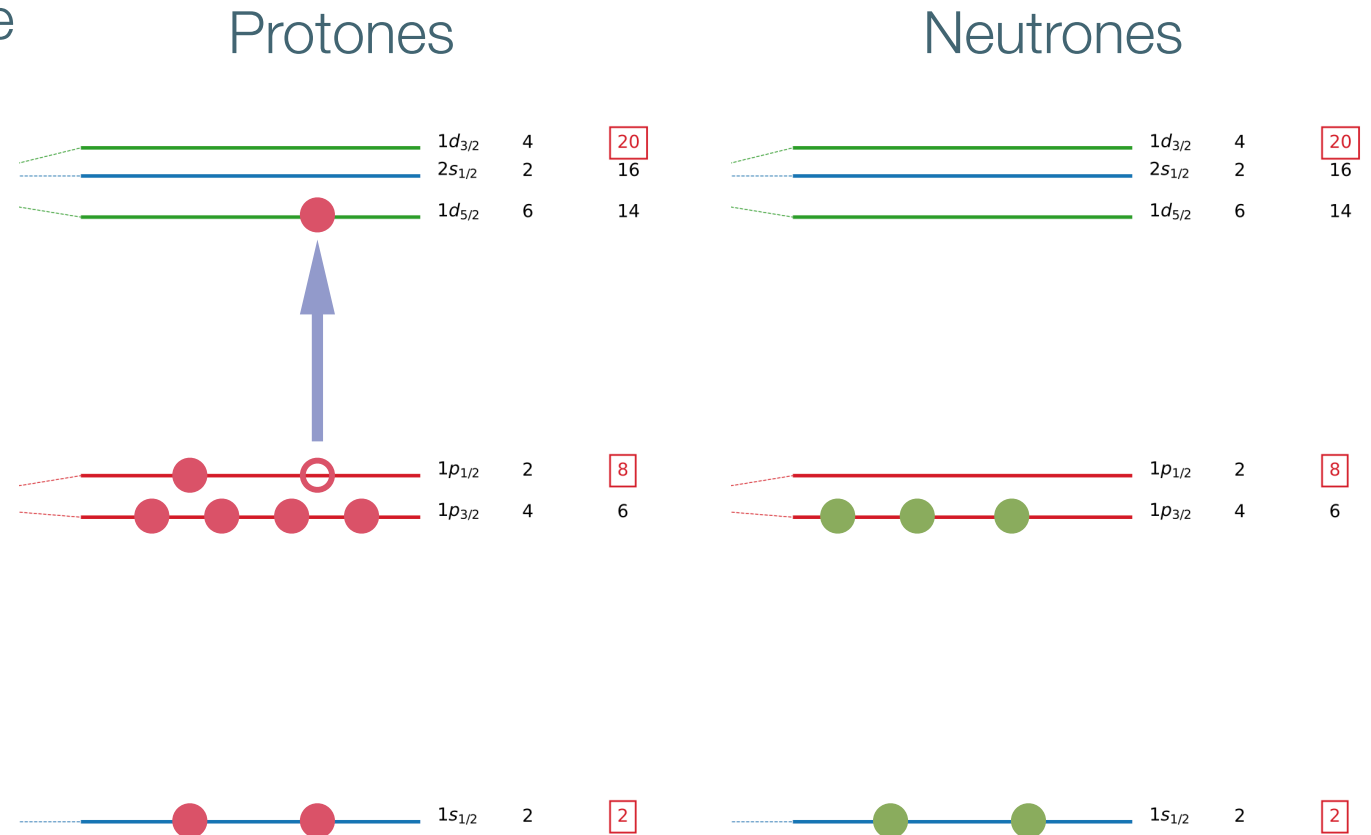 e Protones Neutrones
1d3/2 4 20 1d3/2 4 20
2s1/2 2 16 2s1/2 2 16
1d5/2 6 14 1d5/2 6 14
1p1/2 2 8 1p1/2 2 8
1p3/2 4 6 1p3/2 4 6
1s1/2 2 2 1s1/2 2 2